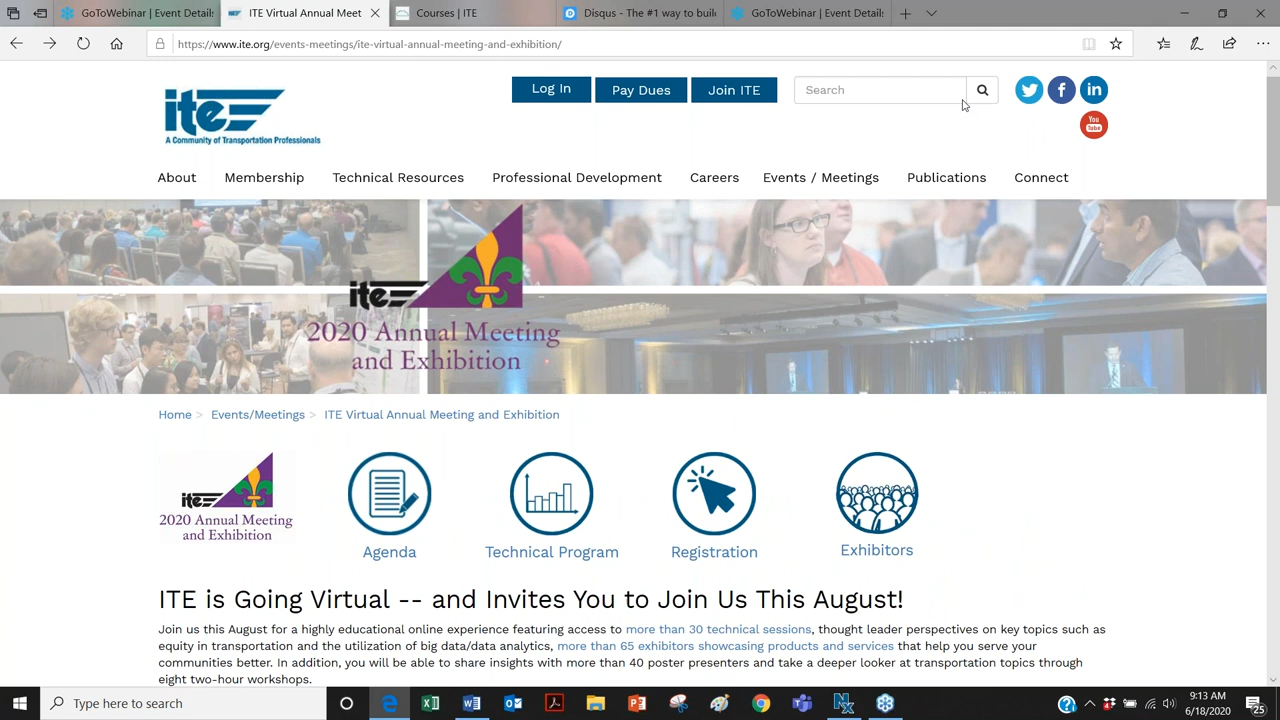 GoToWebinar | Event Details
ITE Virtual Annual Meet
Courses | ITE
Disqus - The #1 way to build
GoToWebinar | Event Details
https://www.ite.org/events-meetings/ite-virtual-annual-meeting-and-exhibition/
ite
A Community of Transportation Professionals
Log In
Pay Dues
Join ITE
Search
You
Tube
About
Membership
Technical Resources
Professional Development
Careers
Events / Meetings
Publications
Connect
ite
2020 Annual Meeting
and Exhibition
Home > Events/Meetings > ITE Virtual Annual Meeting and Exhibition
ite
2020 Annual Meeting
and Exhibition
Agenda
Technical Program
Registration
Exhibitors
ITE is Going Virtual -- and Invites You to Join Us This August!
Join us this August for a highly educational online experience featuring access to more than 30 technical sessions, thought leader perspectives on key topics such as
equity in transportation and the utilization of big data/data analytics, more than 65 exhibitors showcasing products and services that help you serve your
communities better. In addition, you will be able to share insights with more than 40 poster presenters and take a deeper looker at transportation topics through
eight two-hour workshops.
Type here to search
9:13 AM
6/18/2020
25